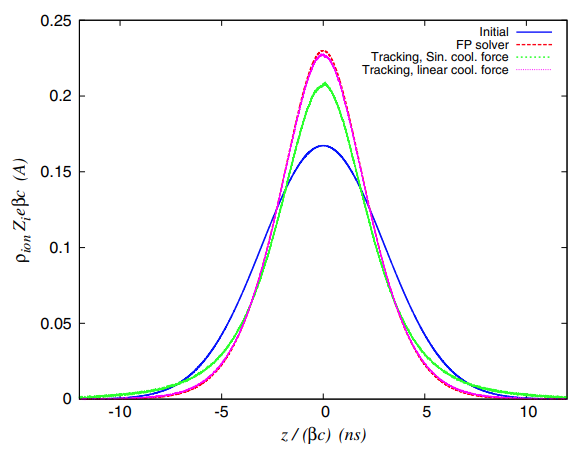 0.25
0.2
0.15
0.1
0.05
0
-10 -5 0 5 10
ρion Zi eβc (A)
z / (βc) (ns)
Initial
FP solver
Tracking, Sin. cool. force
Tracking, linear cool. force